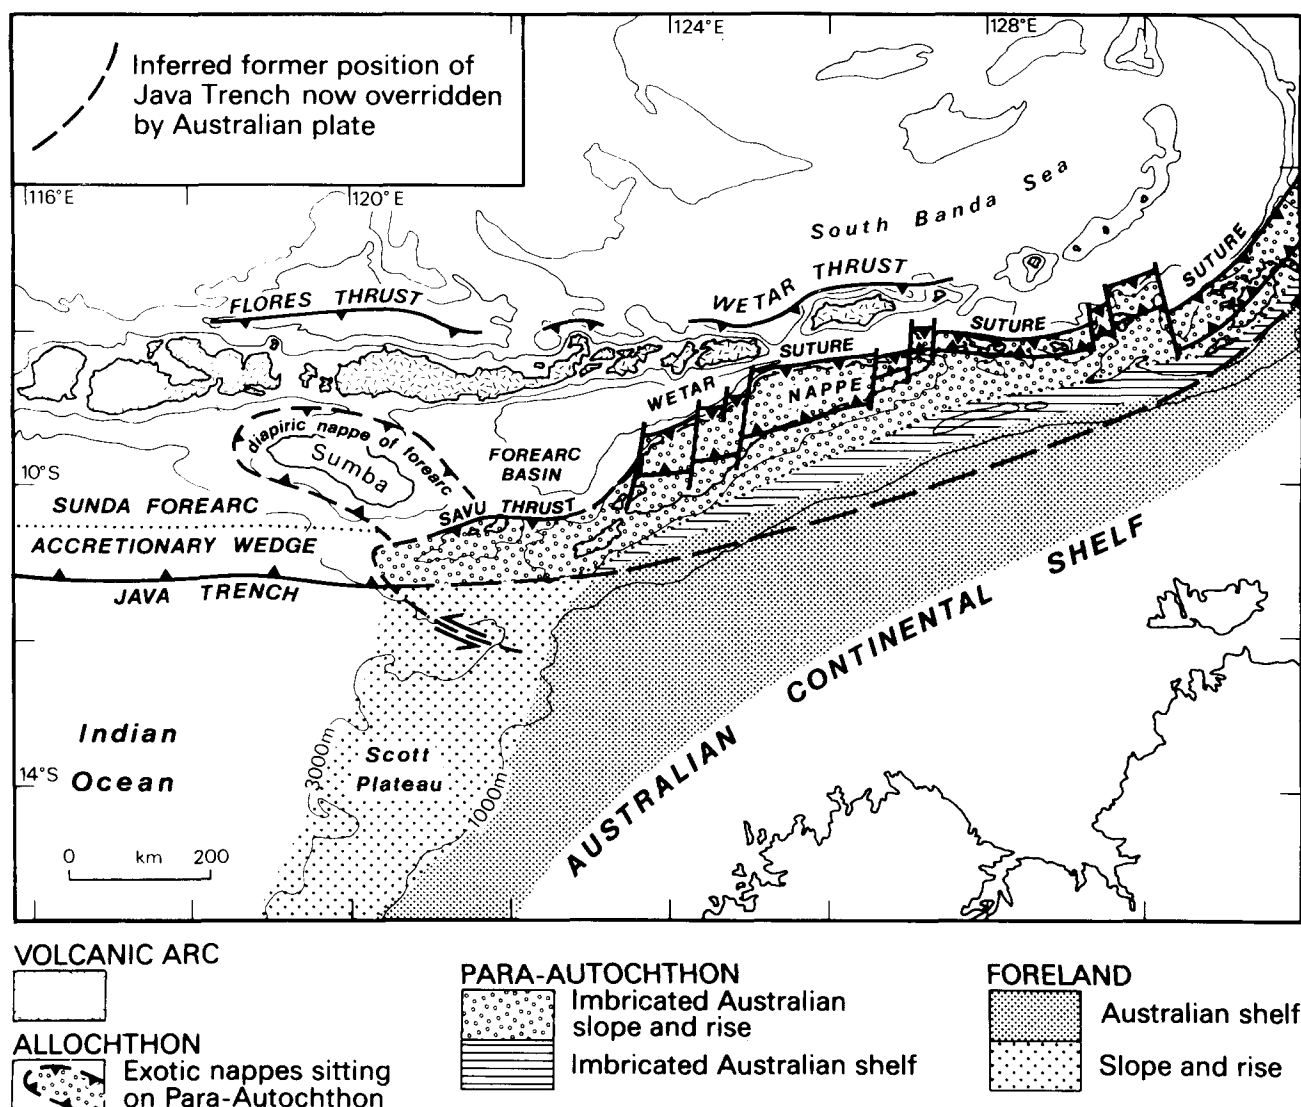 124°E
128°E
Inferred former position of
Java Trench now overridden
by Australian plate
116°E
120°E
South Banda Sea
FLORES THRUST
WETAR THRUST
SUTURE
SUTURE
SUTURE
WETAR
NAPPE
diapiric nappe of forearc
Sumba
FOREARC
BASIN
10°S
SUNDA FOREARC
SAVU THRUST
ACCRETIONARY WEDGE
JAVA TRENCH
AUSTRALIAN CONTINENTAL SHELF
Indian
Ocean
Scott
Plateau
3000m
1000m
14°S
0 km 200
VOLCANIC ARC
ALLOCHTHON
Exotic nappes sitting
on Para-Autochthon
PARA-AUTOCHTHON
Imbricated Australian
slope and rise
Imbricated Australian shelf
FORELAND
Australian shelf
Slope and rise